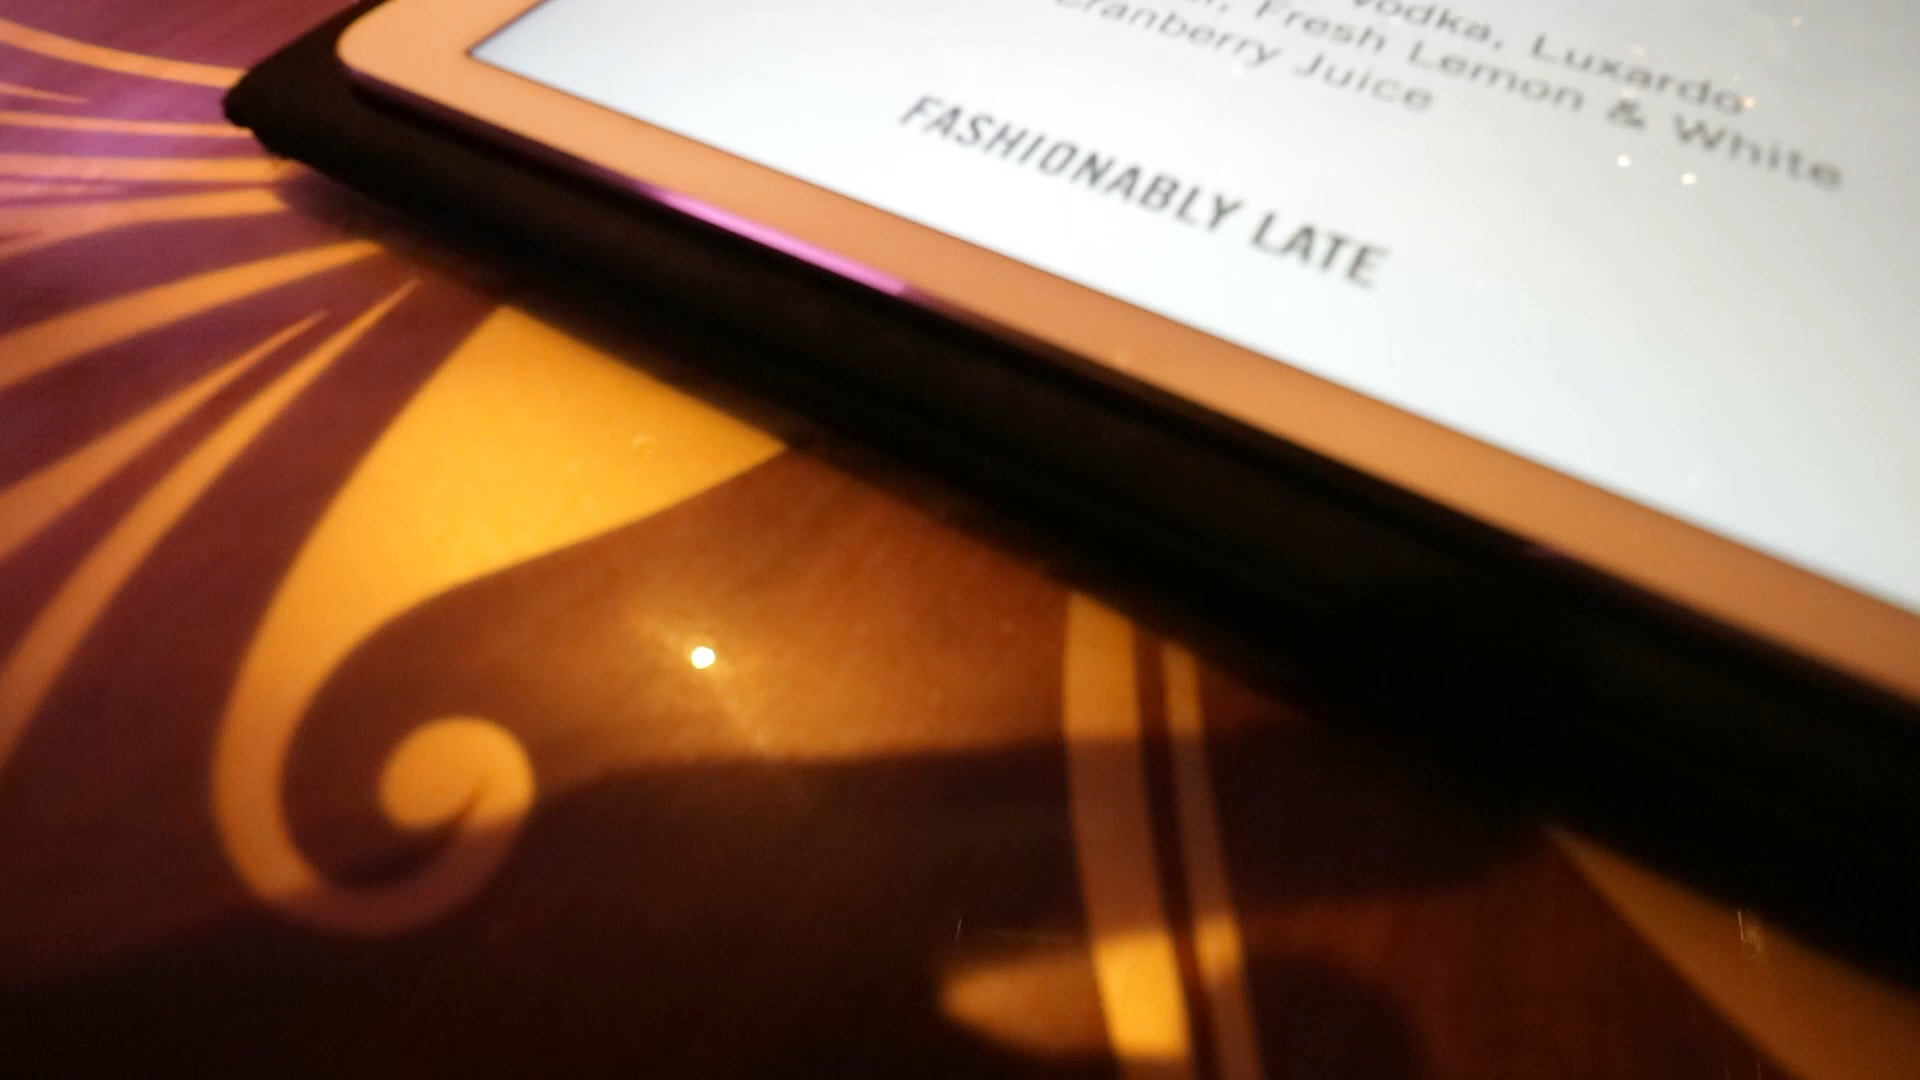 Vodka, Luxardo
Fresh Lemon & White
Cranberry Juice
FASHIONABLY LATE